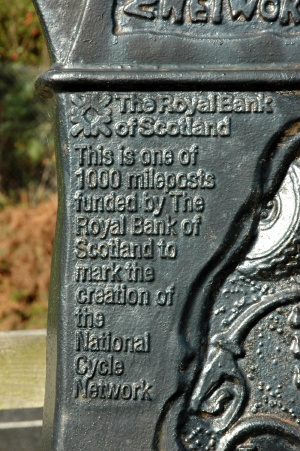 NETWORK
The Royal Bank
of Scotland
This is one of
1000 mileposts
funded by The
Royal Bank of
Scotland to
mark the
creation of
the
National
Cycle
Network